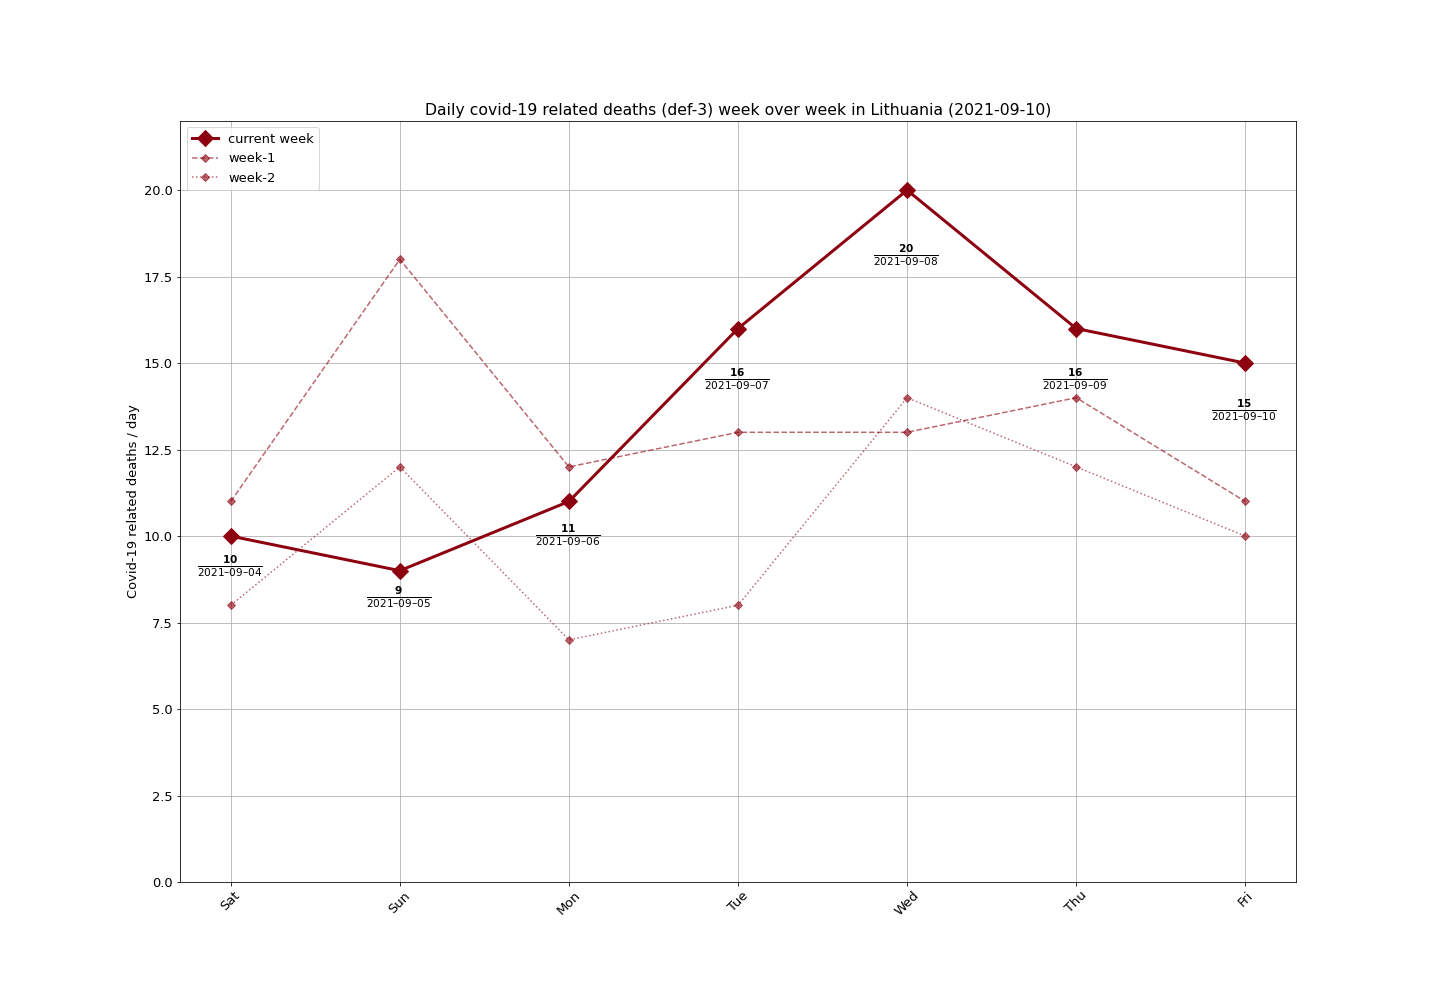 Daily covid-19 related deaths (def-3) week over week in Lithuania (2021-09-10)
current week
week-1
week-2
Covid-19 related deaths / day
20.0
17.5
15.0
12.5
10.0
7.5
5.0
2.5
0.0
10
2021–09–04
9
2021–09–05
11
2021–09–06
16
2021–09–07
20
2021–09–08
16
2021–09–09
15
2021–09–10
Sat
Sun
Mon
Tue
Wed
Thu
Fri